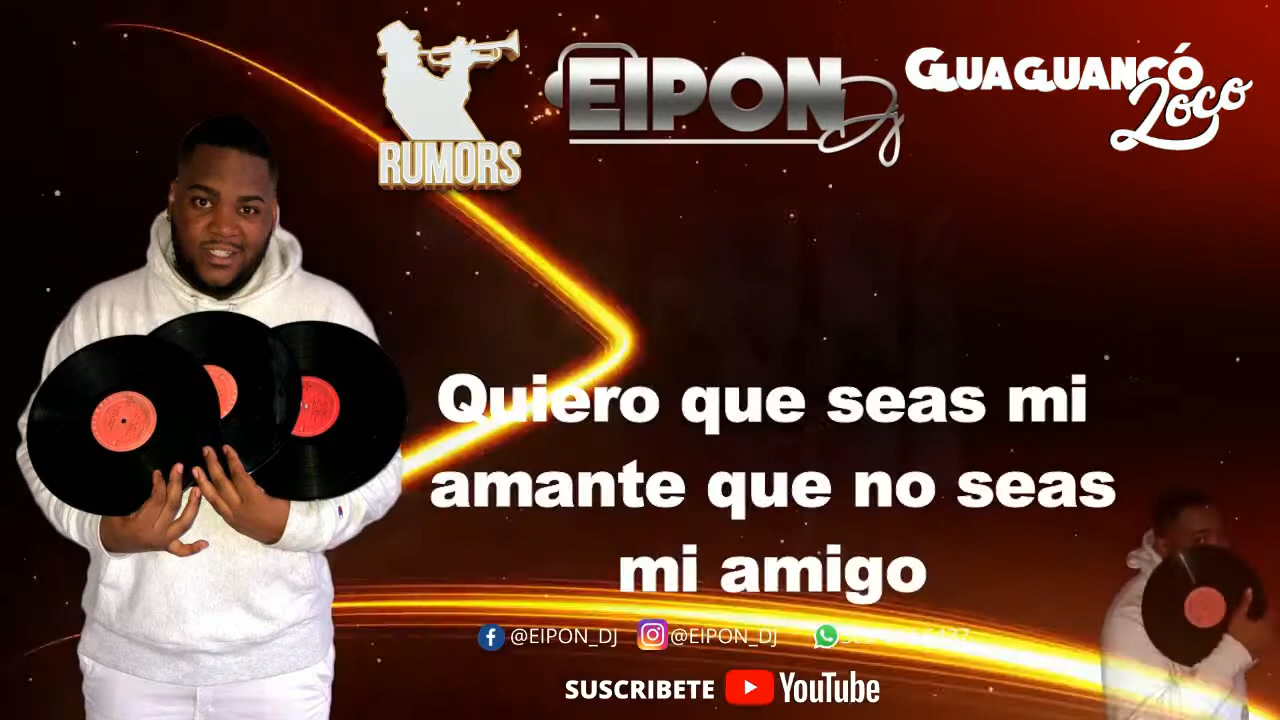 RUMORS
EIPON Dj
GUAGUANCÓ
Loco
Quiero que seas mi
amante que no seas
mi amigo
@EIPON_DJ @EIPON_DJ
SUSCRIBETE YouTube